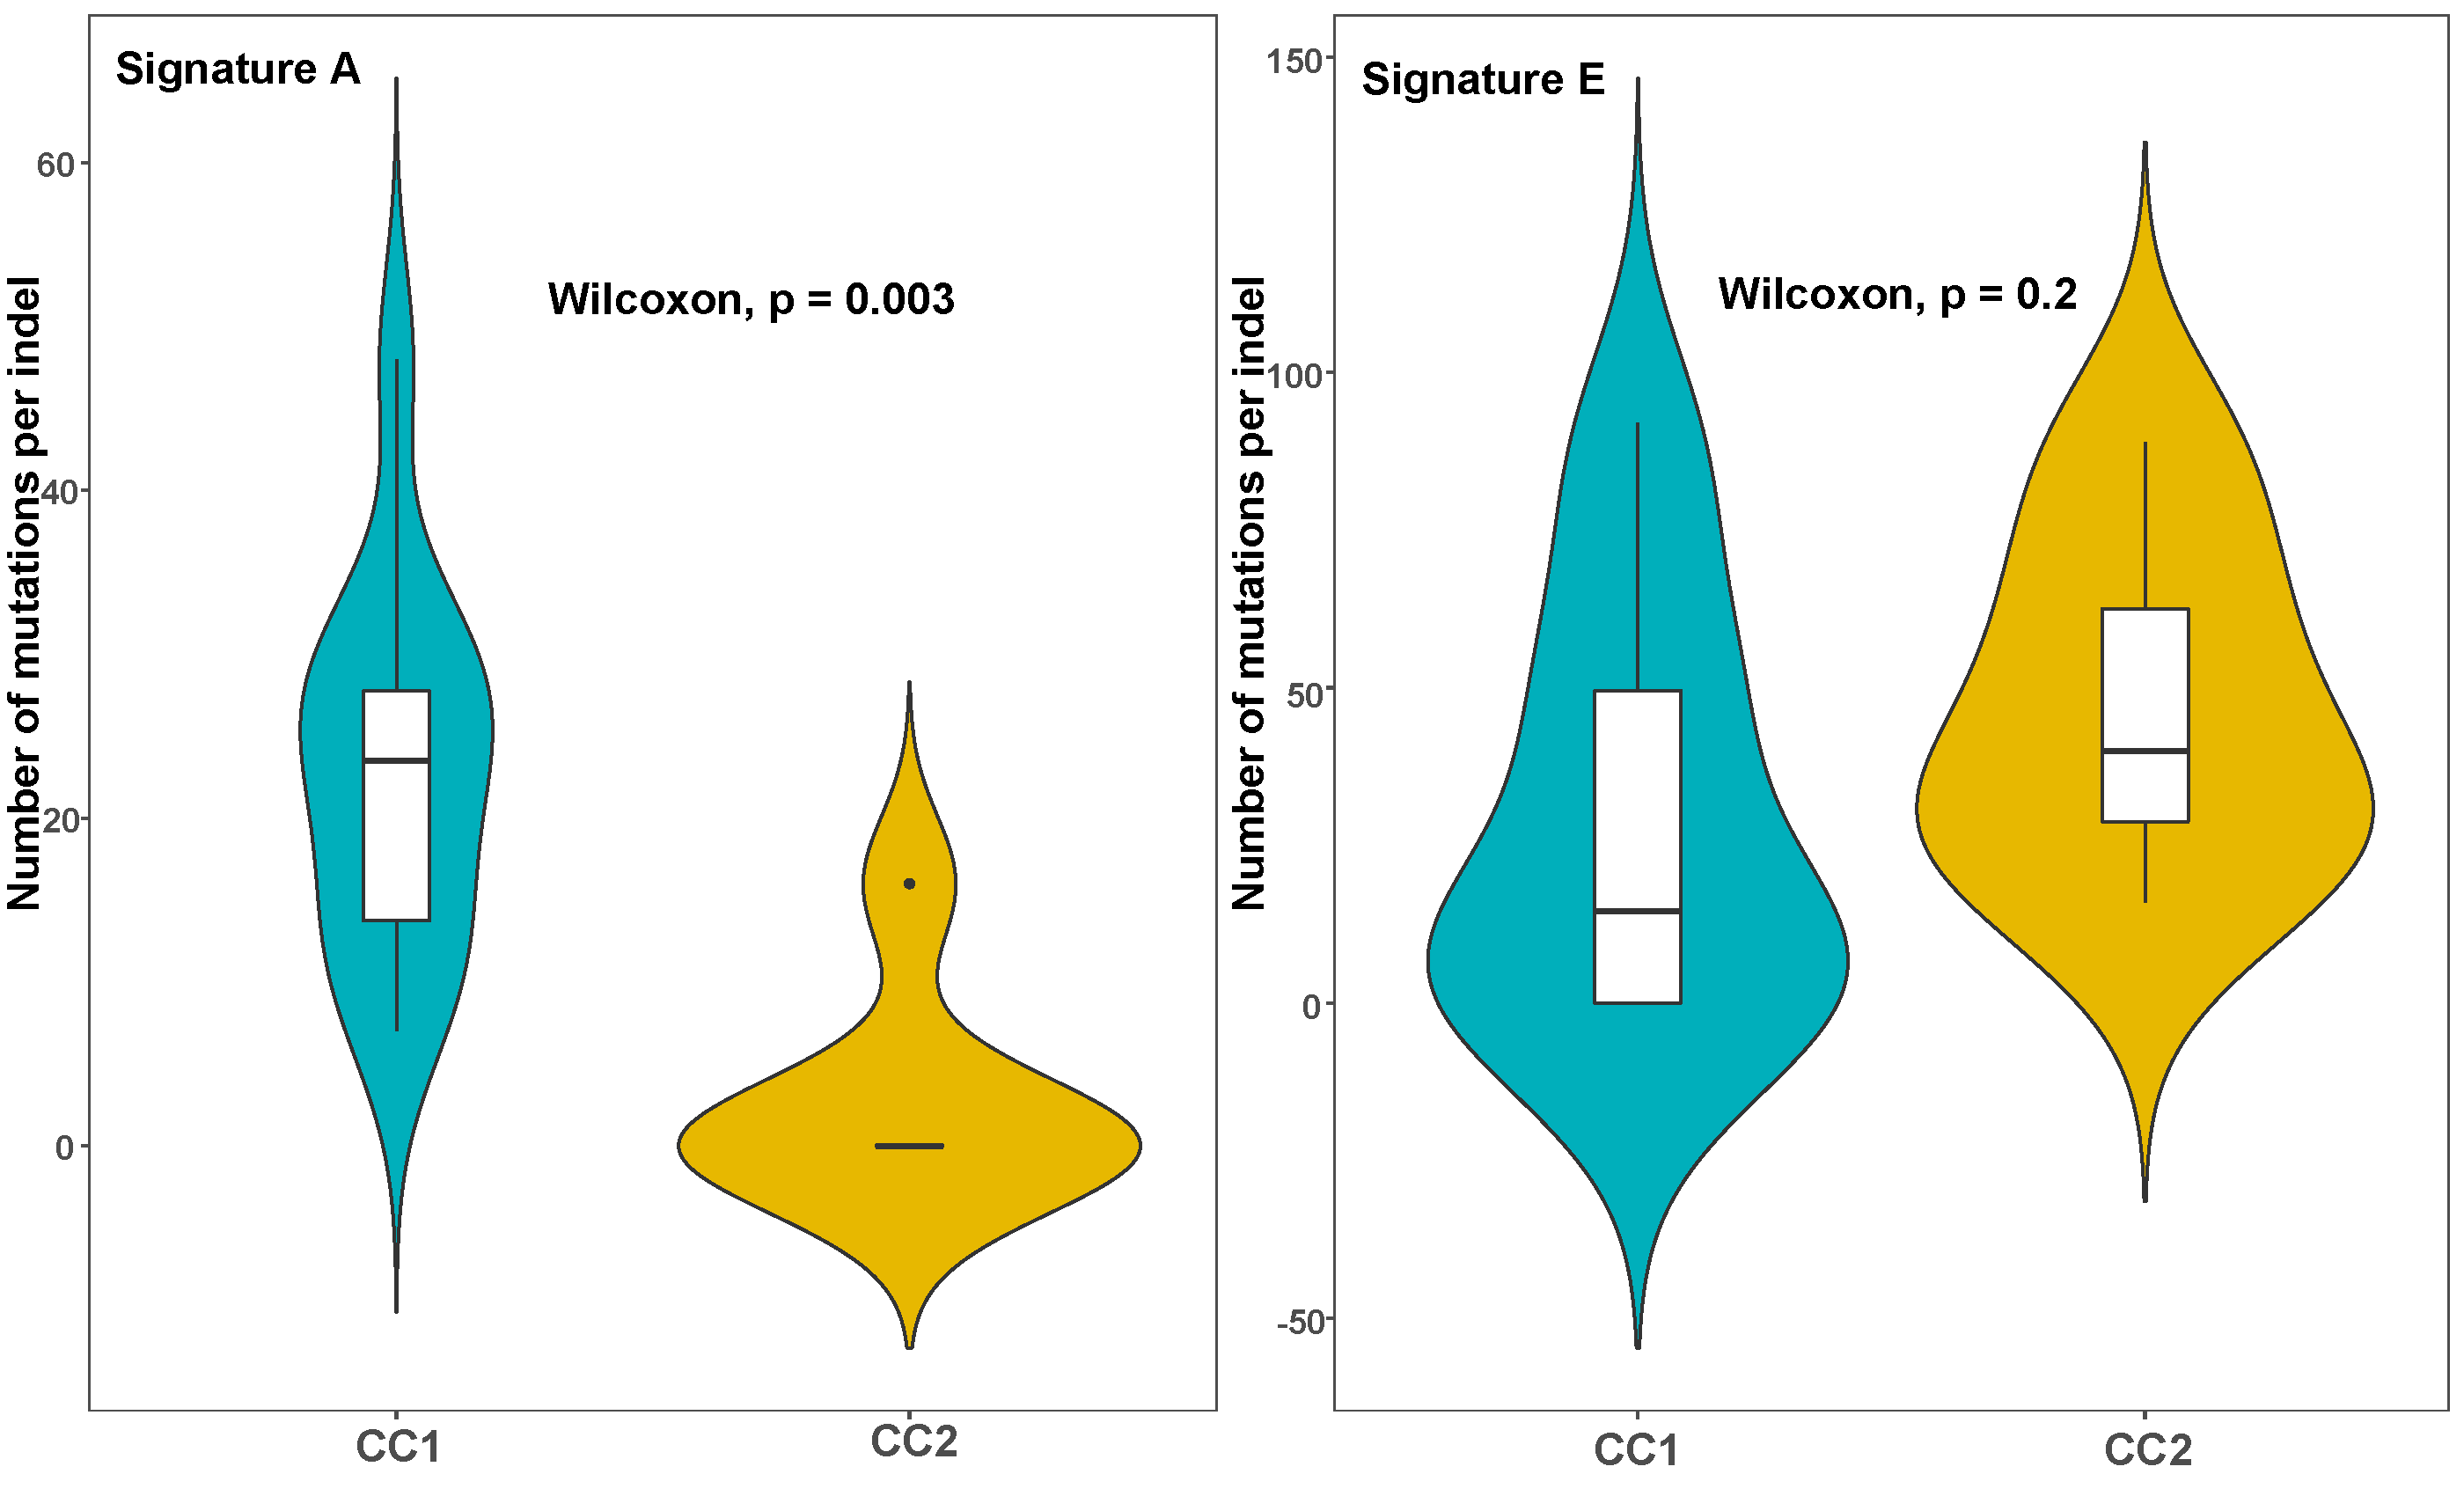 Signature A
Wilcoxon, p = 0.003
Number of mutations per indel
60
40
20
0
CC1
CC2
Signature E
Wilcoxon, p = 0.2
Number of mutations per indel
150
100
50
0
-50
CC1
CC2